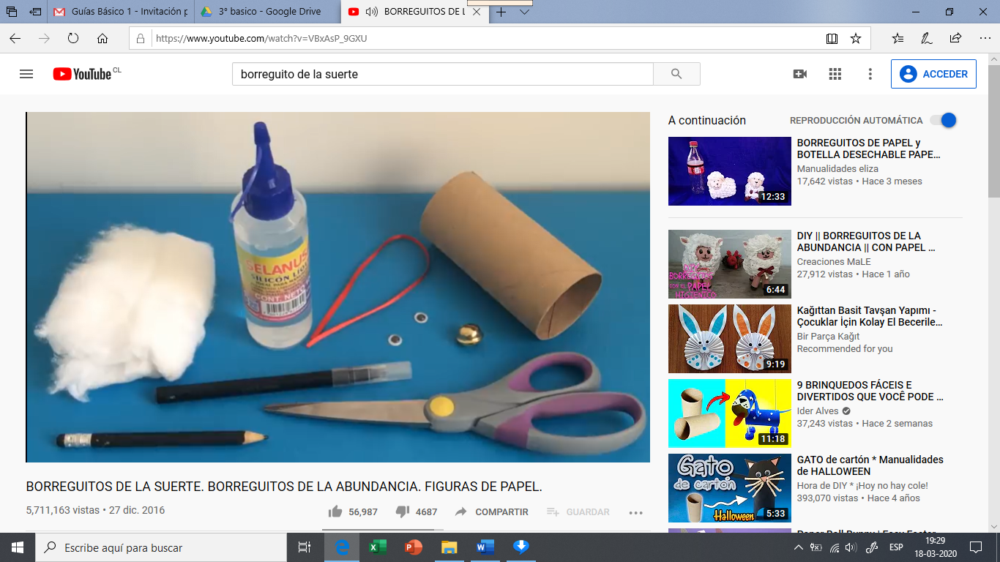 Guías Básico 1 - Invitación p
3° basico - Google Drive
BORREGUITOS DE L
https://www.youtube.com/watch?v=VBxAsP_9GXU
YouTube CL
borreguito de la suerte
ACCEDER
SELANUS
SILICÓN LIQ
CONT. NETO
BORREGUITOS DE LA SUERTE. BORREGUITOS DE LA ABUNDANCIA. FIGURAS DE PAPEL.
5,711,163 vistas • 27 dic. 2016
56,987
4687
COMPARTIR
GUARDAR
A continuación
REPRODUCCIÓN AUTOMÁTICA
BORREGUITOS DE PAPEL y
BOTELLA DESECHABLE PAPE…
Manualidades eliza
17,642 vistas • Hace 3 meses
12:33
DIY || BORREGUITOS DE LA
ABUNDANCIA || CON PAPEL …
Creaciones MaLE
27,912 vistas • Hace 1 año
DIY
BORREGUITOS
CON EL PAPEL
HIGIENICO
6:44
Kağıttan Basit Tavşan Yapımı -
Çocuklar İçin Kolay El Becerile…
Bir Parça Kağıt
Recommended for you
9:19
9 BRINQUEDOS FÁCEIS E
DIVERTIDOS QUE VOCÊ PODE …
Ider Alves
37,243 vistas • Hace 2 semanas
11:18
GATO de cartón * Manualidades
de HALLOWEEN
Hora de DIY * ¡Hoy no hay cole!
393,070 vistas • Hace 4 años
Gato
de cartón
Halloween
5:33
Escribe aquí para buscar
ESP
19:29
18-03-2020